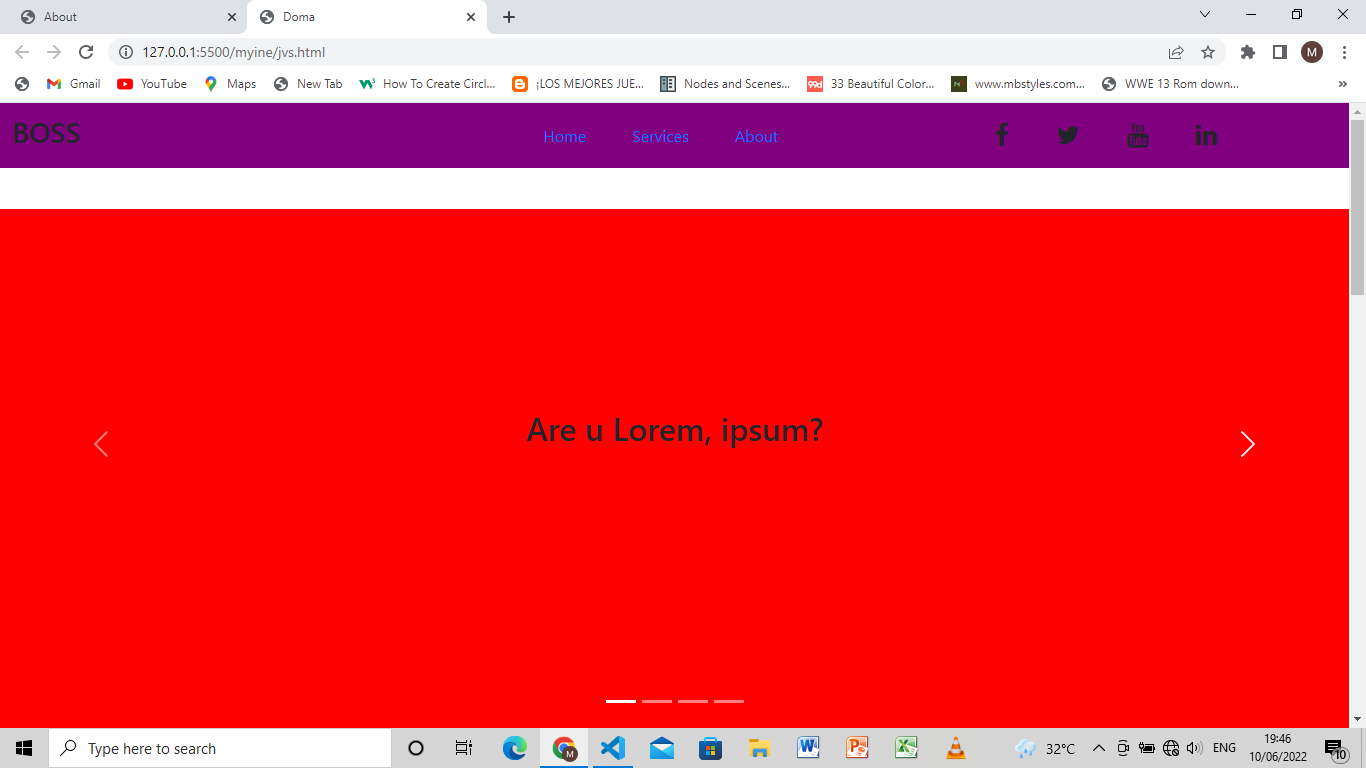 About
Doma
127.0.0.1:5500/myine/jvs.html
M
Gmail
YouTube
Maps
New Tab
How To Create Circl...
¡LOS MEJORES JUE...
Nodes and Scenes...
99d
33 Beautiful Color...
www.mbstyles.com...
WWE 13 Rom down...
»
BOSS
Home
Services
About
You
Are u Lorem, ipsum?
Type here to search
M
32°C
ENG
19:46
10/06/2022
10